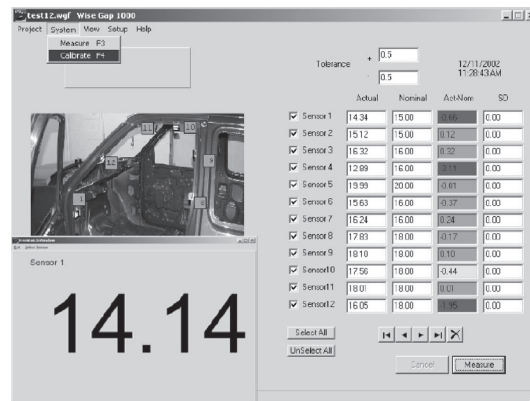 test12.wgf Wise Gap 1000
Project System View Setup Help
Measure F3
Calibrate F4
Tolerance + 0.5
- 0.5
12/11/2002
11:28:43AM
Actual Nominal Act-Nom SD
Sensor 1 14.34 15.00 -0.66 0.00
Sensor 2 15.12 15.00 0.12 0.00
Sensor 3 16.32 16.00 0.32 0.00
Sensor 4 12.89 16.00 -3.11 0.00
Sensor 5 19.99 20.00 -0.01 0.00
Sensor 6 15.63 16.00 -0.37 0.00
Sensor 7 16.24 16.00 0.24 0.00
Sensor 8 17.83 18.00 -0.17 0.00
Sensor 9 18.10 18.00 0.10 0.00
Sensor10 17.56 18.00 -0.44 0.00
Sensor11 18.01 18.00 0.01 0.00
Sensor12 16.05 18.00 -1.95 0.00
11 10
12 9
1
Sensor 1
14.14
Select All
UnSelect All
Cancel Measure